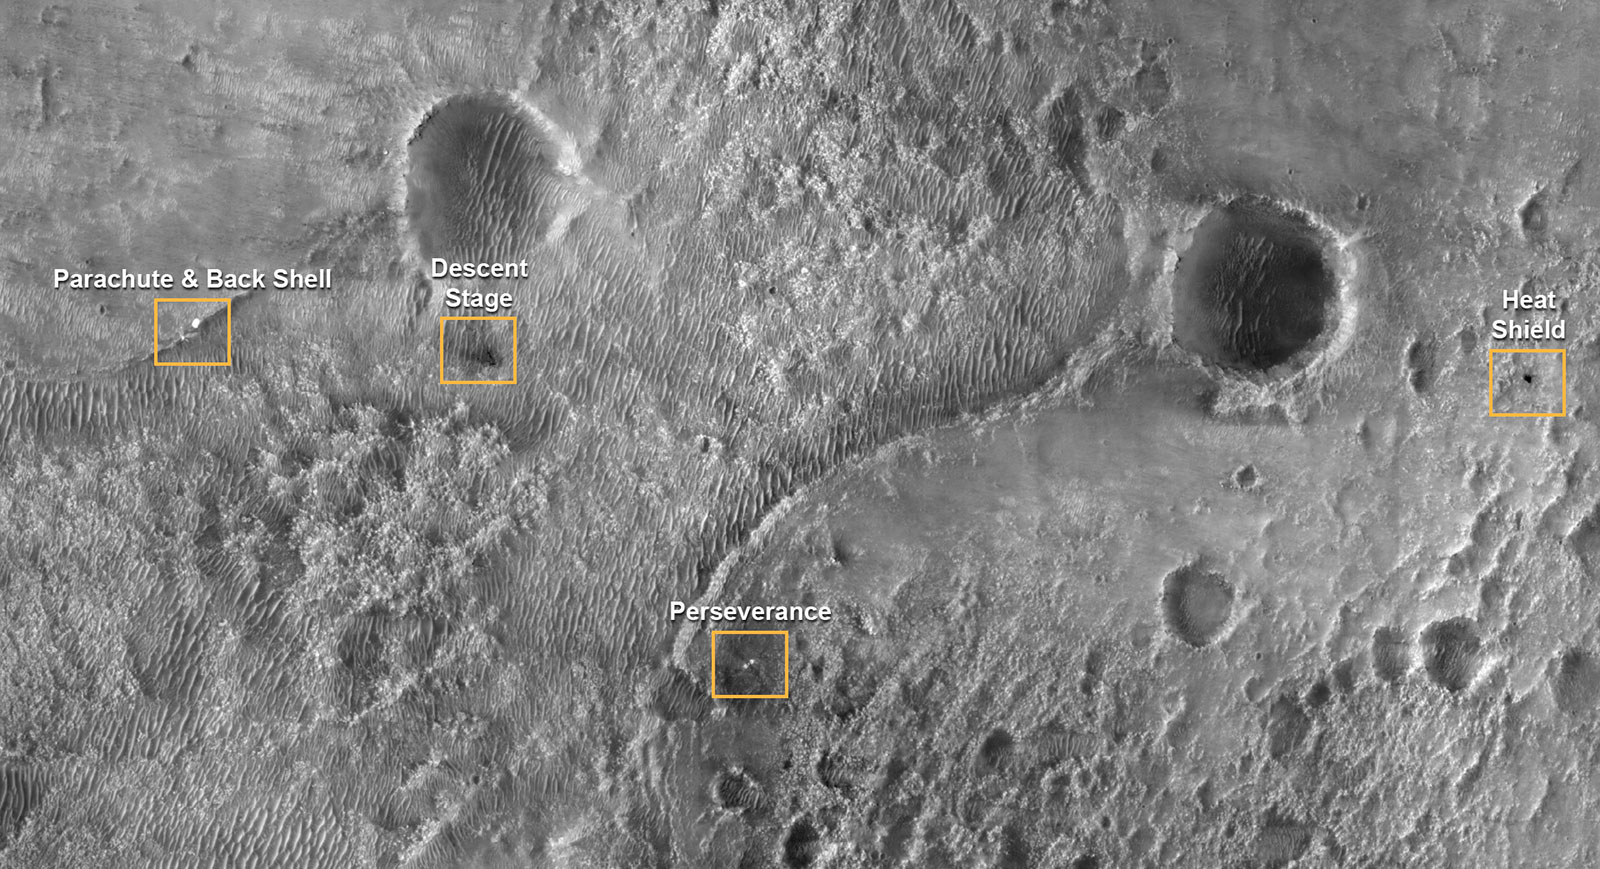 Parachute & Back Shell
Descent
Stage
Heat
Shield
Perseverance